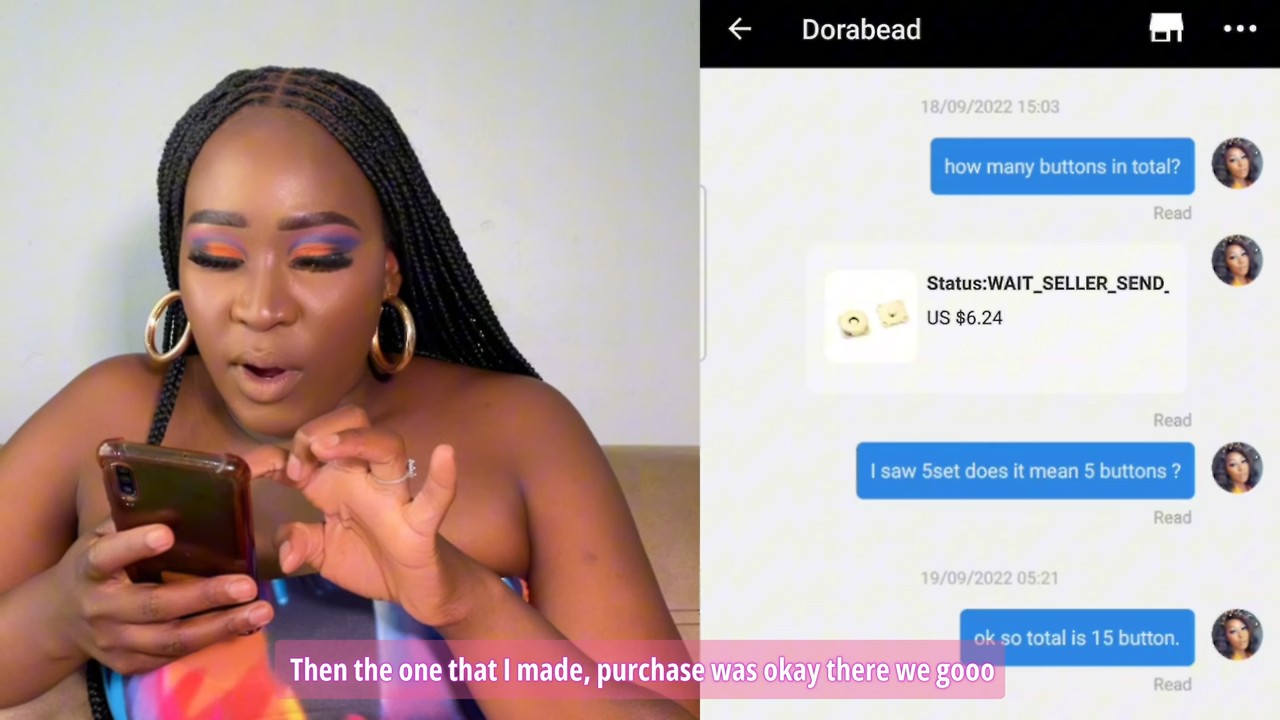 Dorabead
18/09/2022 15:03
how many buttons in total?
Read
Status:WAIT_SELLER_SEND_
US $6.24
Read
I saw 5set does it mean 5 buttons ?
Read
19/09/2022 05:21
ok so total is 15 button.
Then the one that I made, purchase was okay there we gooo
Read